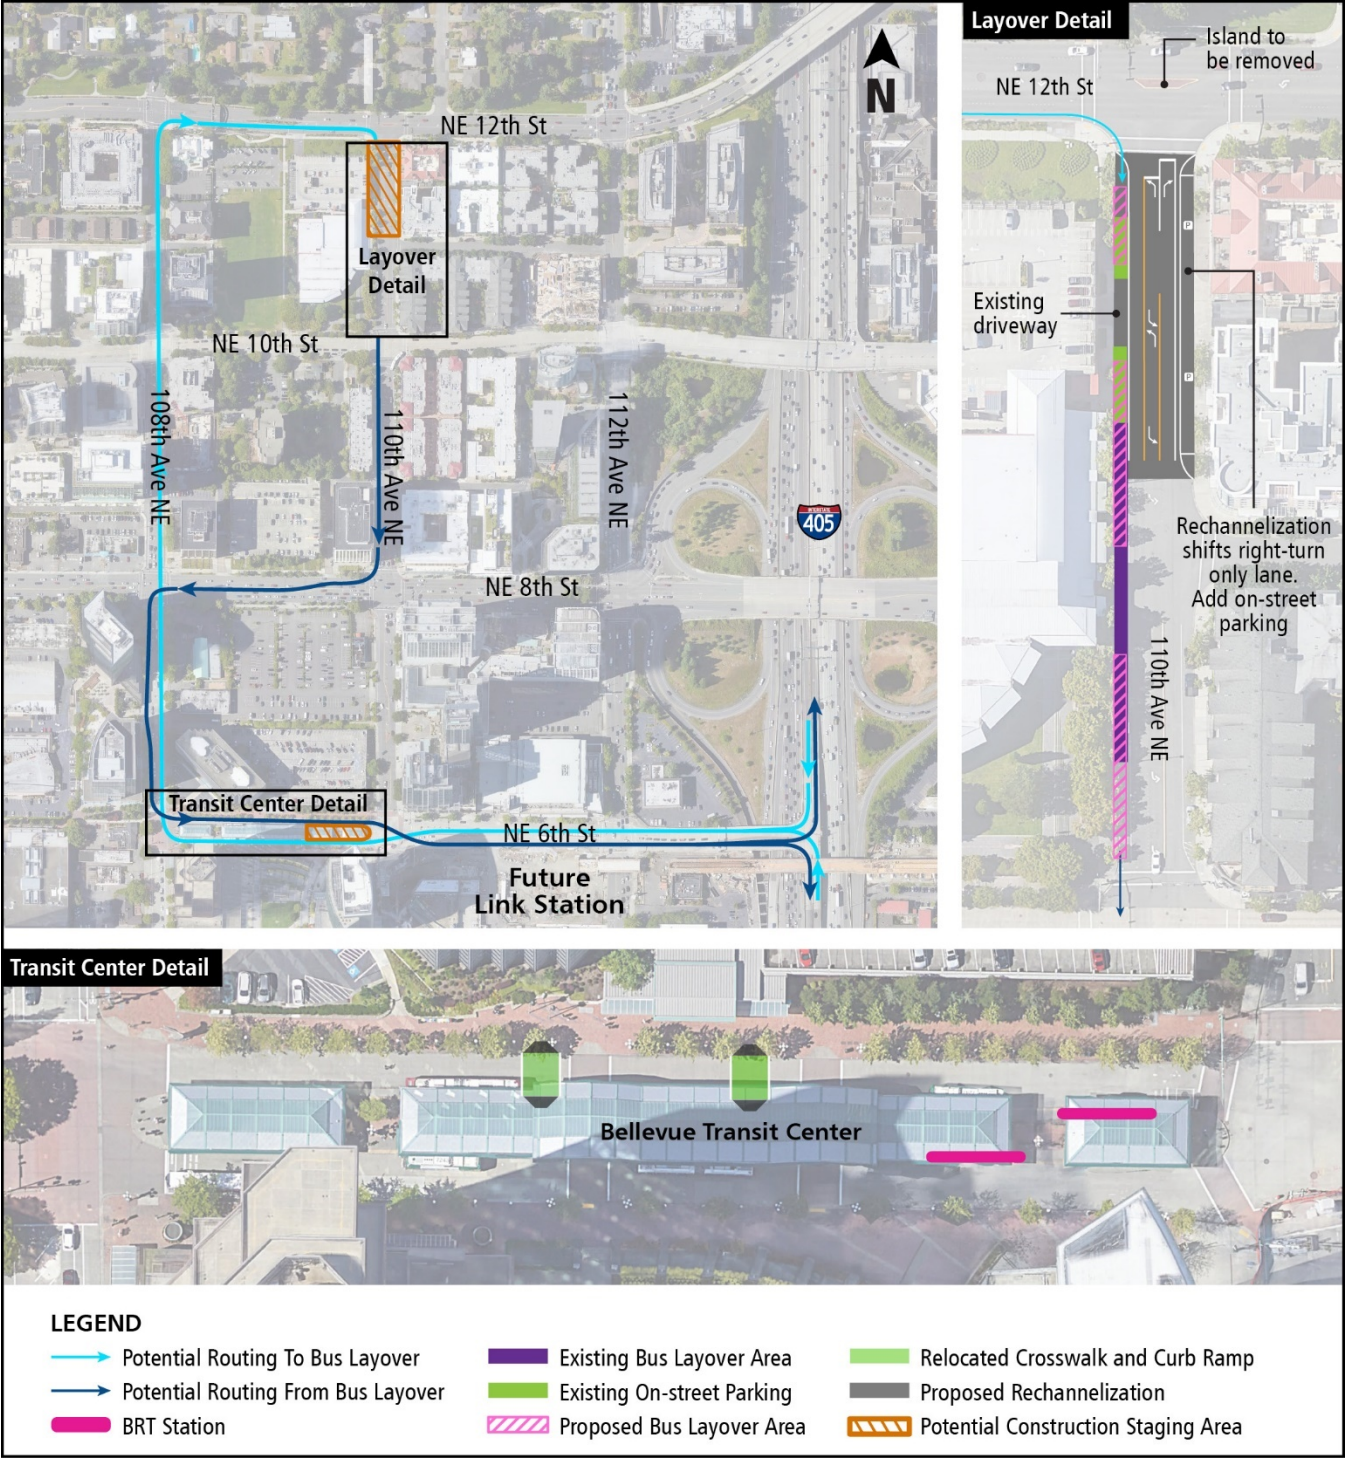 Layover Detail
Island to
be removed
NE 12th St
N
NE 12th St
Layover
Detail
Existing
driveway
P
P
NE 10th St
108th Ave NE
110th Ave NE
112th Ave NE
INTERSTATE
405
Rechannelization
shifts right-turn
only lane.
Add on-street
parking
NE 8th St
110th Ave NE
Transit Center Detail
NE 6th St
Future
Link Station
Transit Center Detail
Bellevue Transit Center
LEGEND
Potential Routing To Bus Layover
Potential Routing From Bus Layover
BRT Station
Existing Bus Layover Area
Existing On-street Parking
Proposed Bus Layover Area
Relocated Crosswalk and Curb Ramp
Proposed Rechannelization
Potential Construction Staging Area